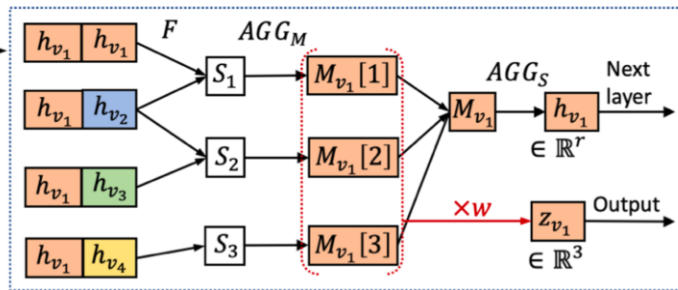 F AGG_M
h_{v_1} h_{v_1}
S_1 M_{v_1}[1] AGG_S Next
layer
h_{v_1} h_{v_2} M_{v_1} h_{v_1}
∈ ℝ^r
S_2 M_{v_1}[2]
h_{v_1} h_{v_3}
×w z_{v_1} Output
h_{v_1} h_{v_4} S_3 M_{v_1}[3]
∈ ℝ^3